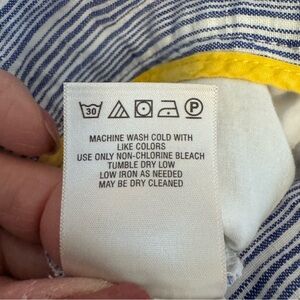 30 P
MACHINE WASH COLD WITH
LIKE COLORS
USE ONLY NON-CHLORINE BLEACH
TUMBLE DRY LOW
LOW IRON AS NEEDED
MAY BE DRY CLEANED